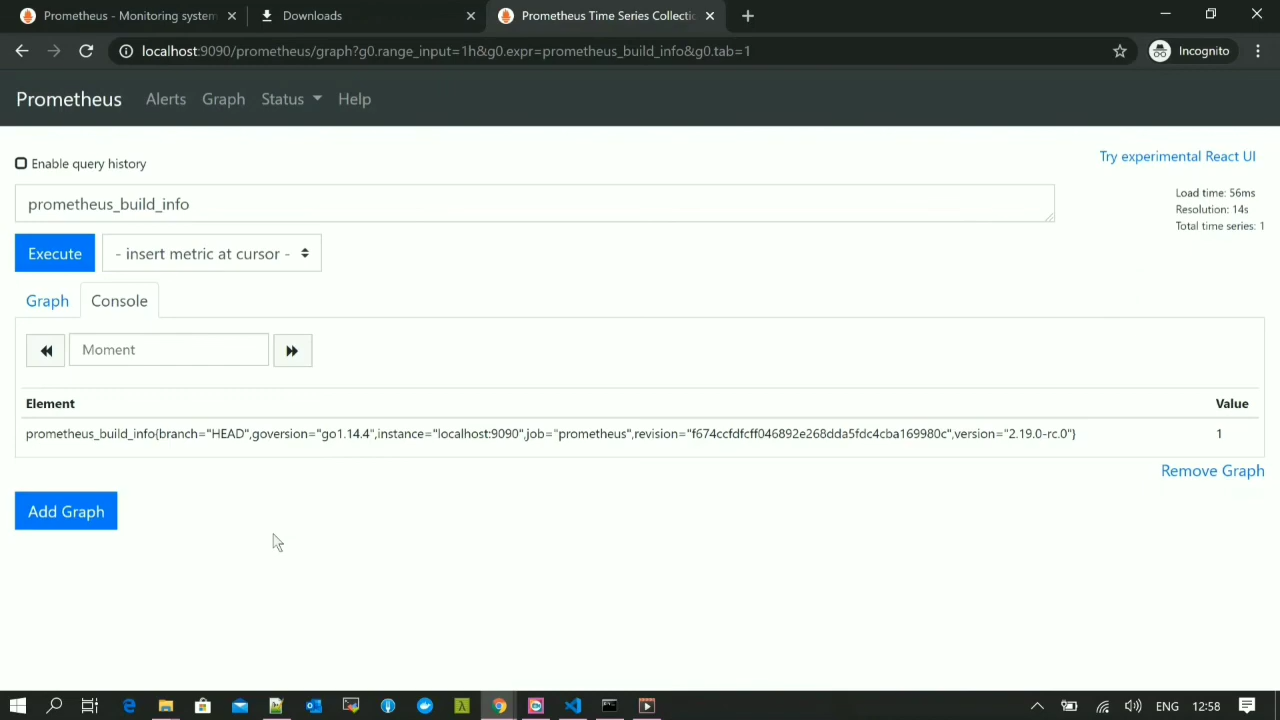 Prometheus - Monitoring system
Downloads
Prometheus Time Series Collectio
localhost:9090/prometheus/graph?g0.range_input=1h&g0.expr=prometheus_build_info&g0.tab=1
Incognito
Prometheus Alerts Graph Status Help
Enable query history
Try experimental React UI
prometheus_build_info
Load time: 56ms
Resolution: 14s
Total time series: 1
Execute - insert metric at cursor -
Graph Console
Moment
Element Value
prometheus_build_info{branch="HEAD",goversion="go1.14.4",instance="localhost:9090",job="prometheus",revision="f674ccfdfcff046892e268dda5fdc4cba169980c",version="2.19.0-rc.0"} 1
Remove Graph
Add Graph
ENG 12:58